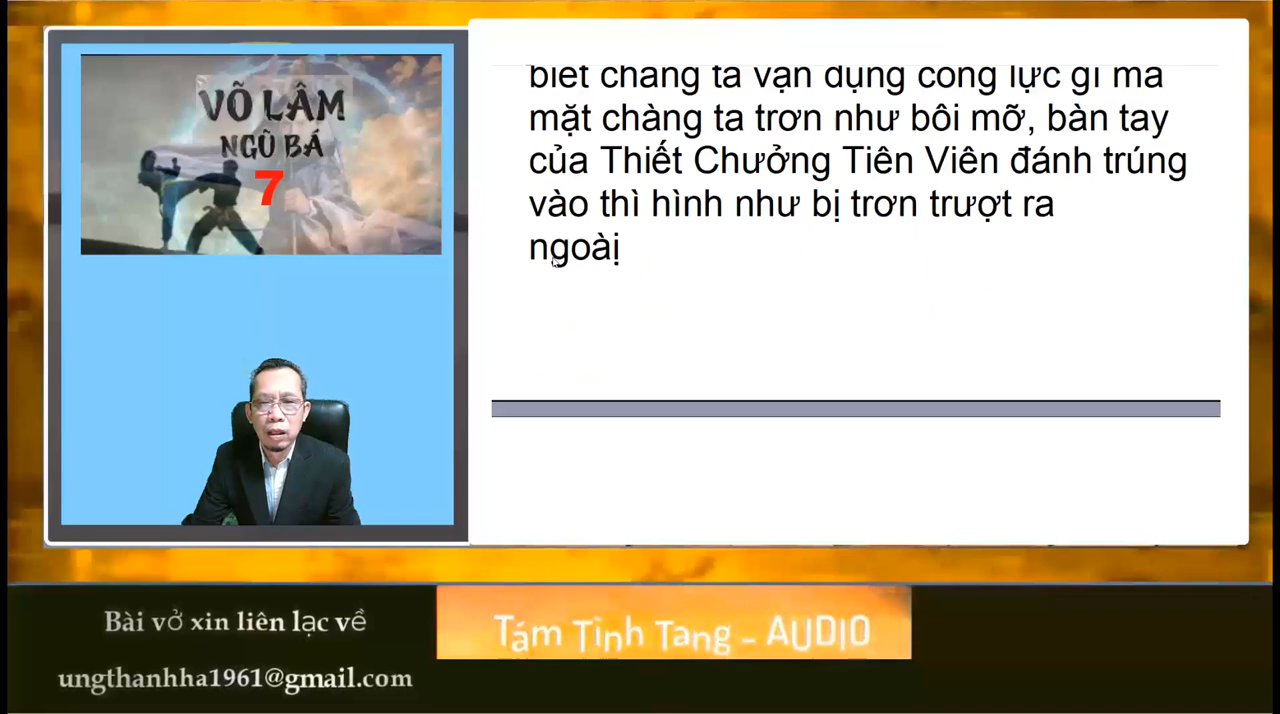 VÕ LÂM
NGŨ BÁ
7
biết chàng ta vận dụng công lực gì mà
mặt chàng ta trơn như bôi mỡ, bàn tay
của Thiết Chưởng Tiên Viên đánh trúng
vào thì hình như bị trơn trượt ra
ngoàị
Bài vở xin liên lạc về
ungthanhha1961@gmail.com
Tám Tình Tang - AUDIO